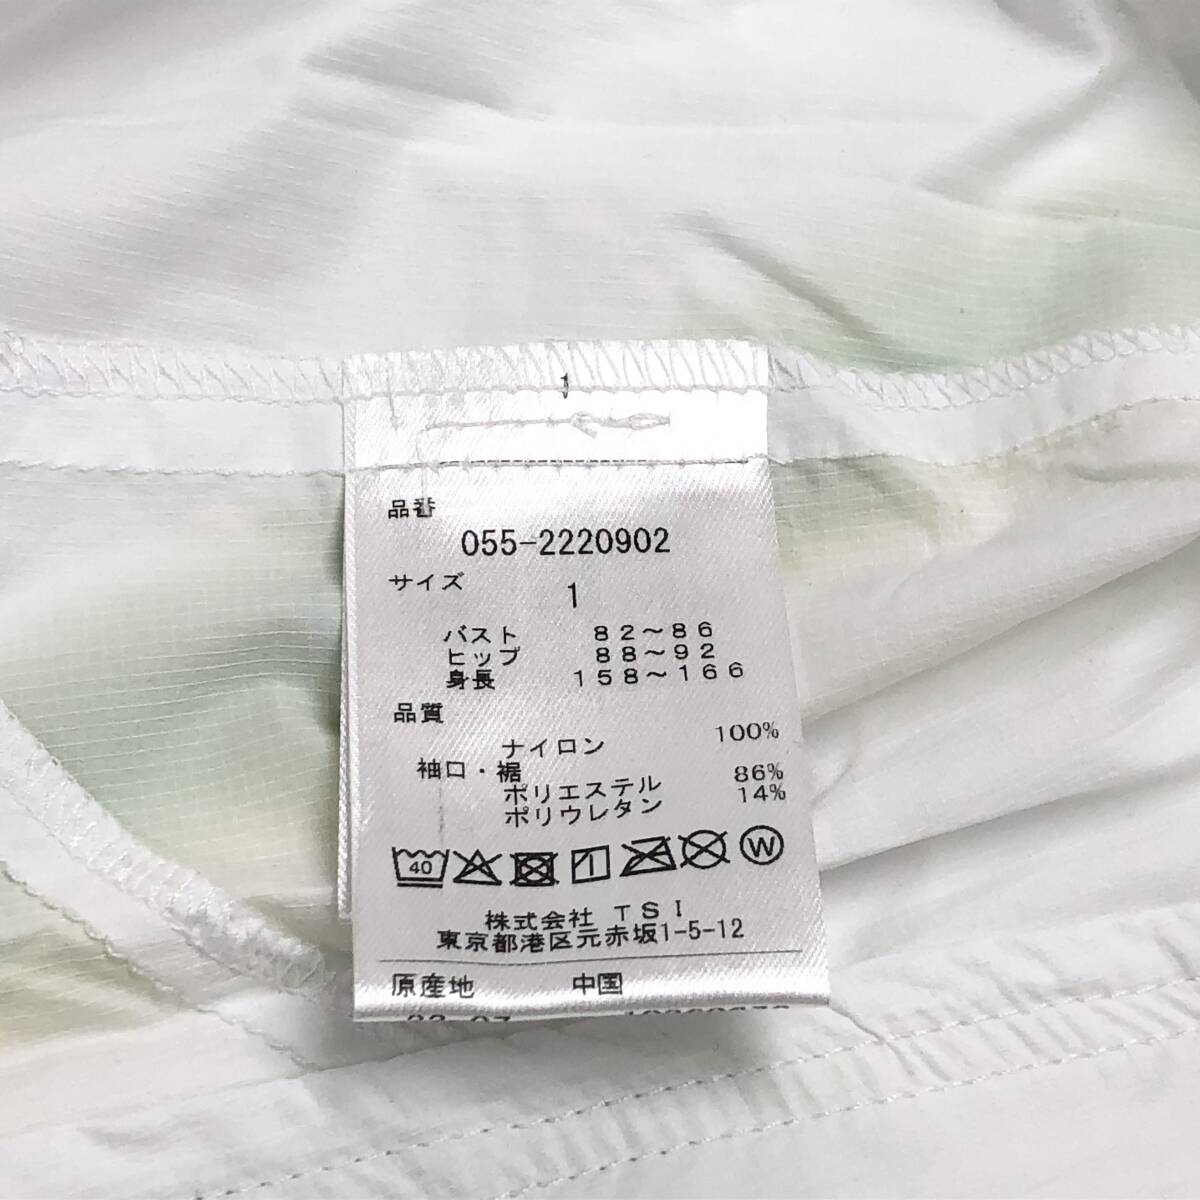 1
品番
055-2220902
サイズ
1
バスト 82～86
ヒップ 88～92
身長 158～166
品質
ナイロン 100%
袖口・裾
ポリエステル 86%
ポリウレタン 14%
40 W
株式会社 TSI
東京都港区元赤坂1-5-12
原産地 中国